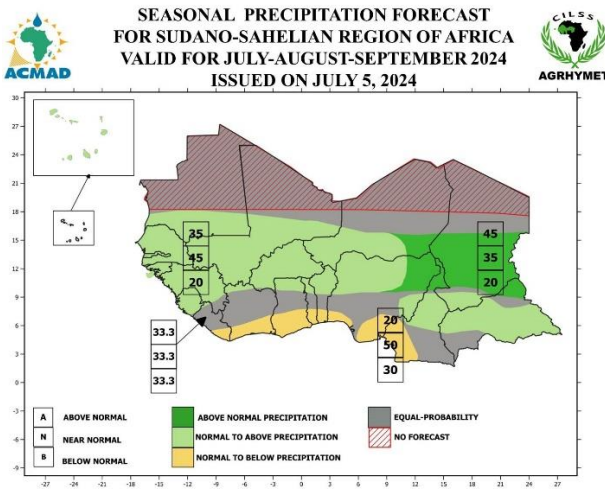 SEASONAL PRECIPITATION FORECAST
FOR SUDANO-SAHELIAN REGION OF AFRICA
VALID FOR JULY-AUGUST-SEPTEMBER 2024
ISSUED ON JULY 5, 2024
ACMAD
CILSS
AGRHYMET
30
27
24
21
18
15
12
9
6
3
0
-3
-6
-9
35
45
20
45
35
20
33.3
33.3
33.3
20
50
30
A ABOVE NORMAL
N NEAR NORMAL
B BELOW NORMAL
ABOVE NORMAL PRECIPITATION
NORMAL TO ABOVE PRECIPITATION
NORMAL TO BELOW PRECIPITATION
EQUAL-PROBABILITY
NO FORECAST
-27 -24 -21 -18 -15 -12 -9 -6 -3 0 3 6 9 12 15 18 21 24 27